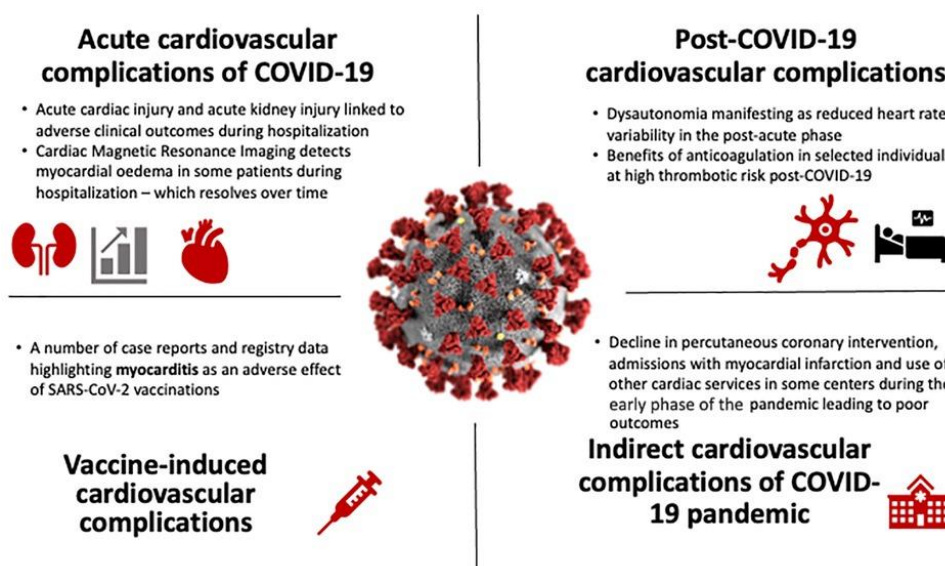 Acute cardiovascular
complications of COVID-19
• Acute cardiac injury and acute kidney injury linked to
adverse clinical outcomes during hospitalization
• Cardiac Magnetic Resonance Imaging detects
myocardial oedema in some patients during
hospitalization – which resolves over time
Post-COVID-19
cardiovascular complications
• Dysautonomia manifesting as reduced heart rate
variability in the post-acute phase
• Benefits of anticoagulation in selected individual
at high thrombotic risk post-COVID-19
• A number of case reports and registry data
highlighting myocarditis as an adverse effect
of SARS-CoV-2 vaccinations
Vaccine-induced
cardiovascular
complications
• Decline in percutaneous coronary intervention,
admissions with myocardial infarction and use of
other cardiac services in some centers during the
early phase of the pandemic leading to poor
outcomes
Indirect cardiovascular
complications of COVID-
19 pandemic